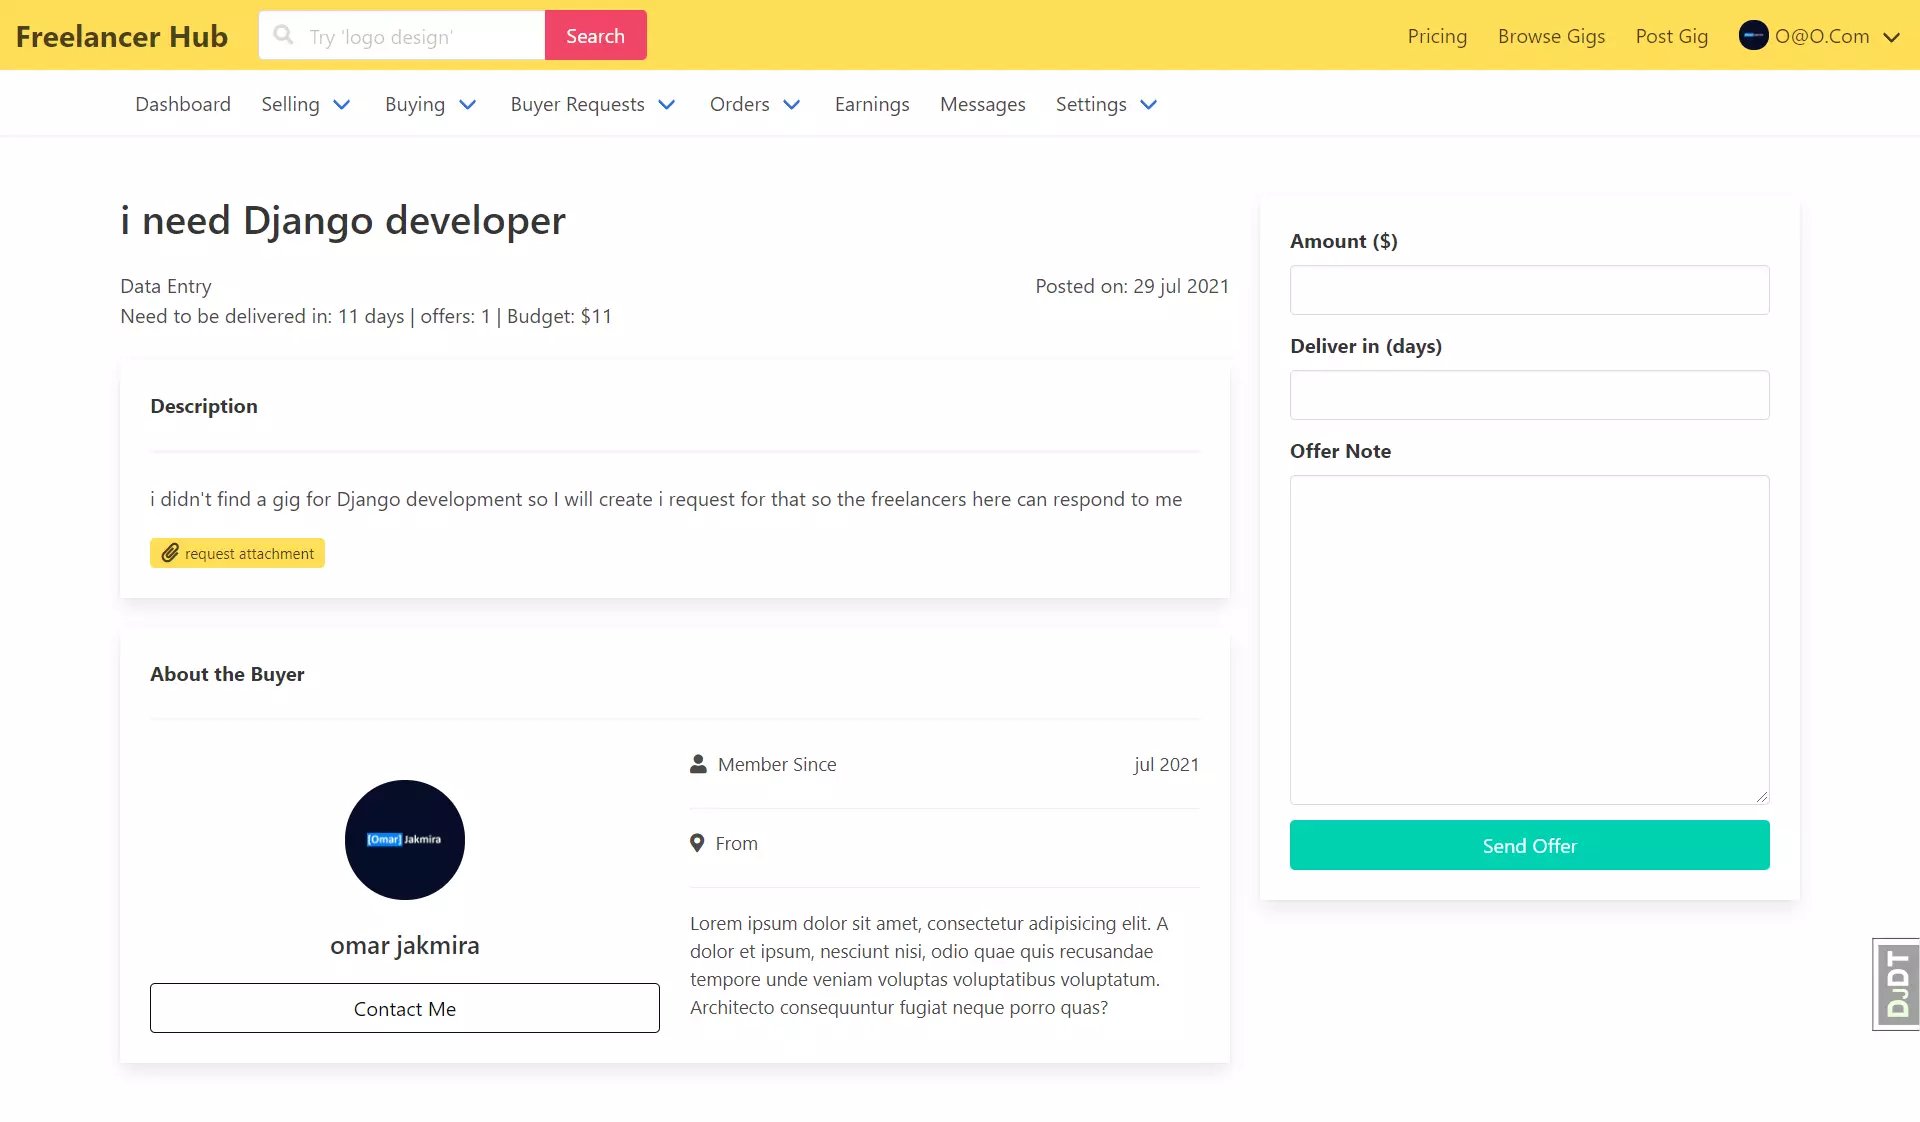 Freelancer Hub
Try 'logo design'
Search
Pricing
Browse Gigs
Post Gig
O@O.Com
Dashboard
Selling
Buying
Buyer Requests
Orders
Earnings
Messages
Settings
i need Django developer
Data Entry
Posted on: 29 jul 2021
Need to be delivered in: 11 days | offers: 1 | Budget: $11
Description
i didn't find a gig for Django development so I will create i request for that so the freelancers here can respond to me
request attachment
About the Buyer
[Omar] Jakmira
omar jakmira
Contact Me
Member Since
jul 2021
From
Lorem ipsum dolor sit amet, consectetur adipisicing elit. A
dolor et ipsum, nesciunt nisi, odio quae quis recusandae
tempore unde veniam voluptas voluptatibus voluptatum.
Architecto consequuntur fugiat neque porro quas?
Amount ($)
Deliver in (days)
Offer Note
Send Offer
DJDT